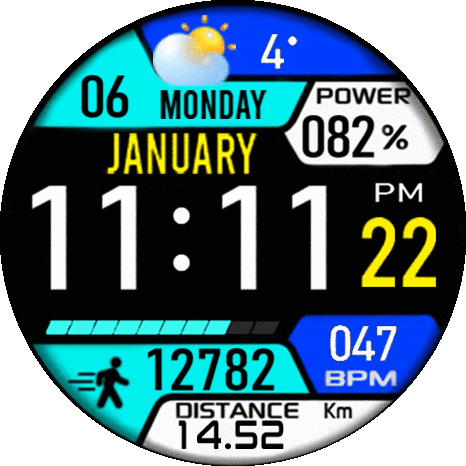 4°
06 MONDAY
POWER
082%
JANUARY
11:11
PM
22
047
BPM
12782
DISTANCE Km
14.52